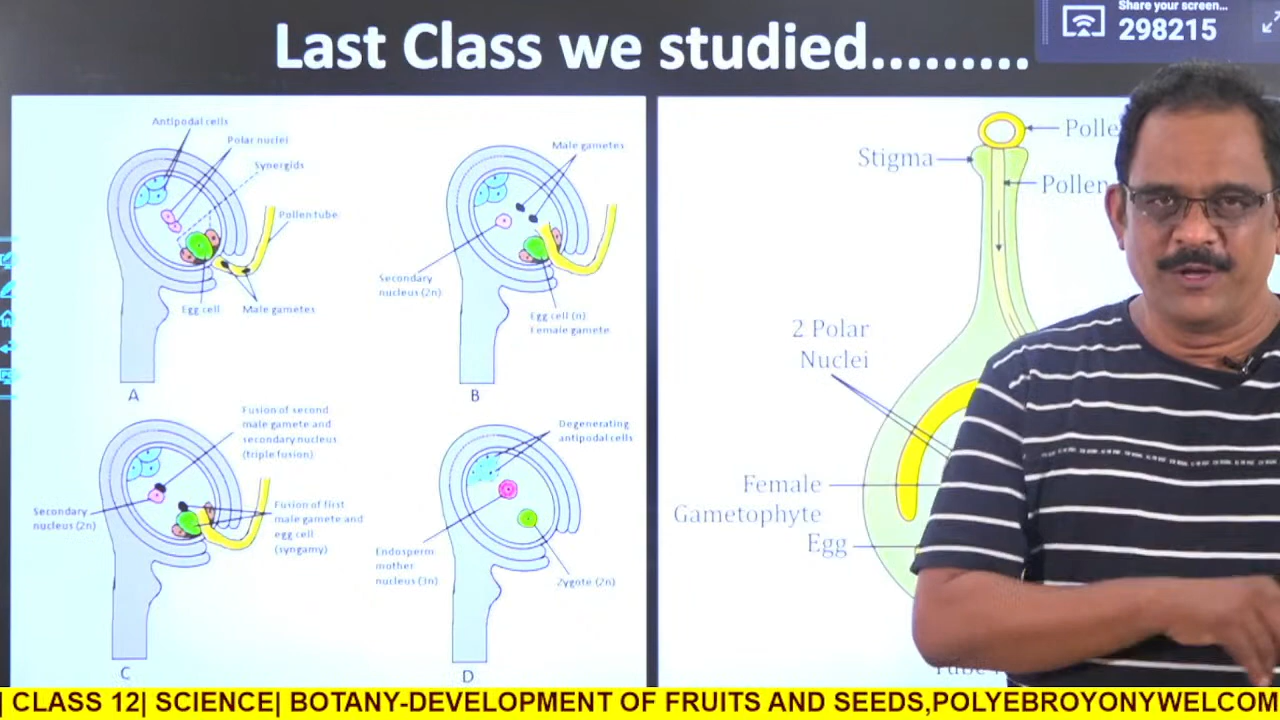 Last Class we studied.........
Share your screen...
298215
Antipodal cells
Polar nuclei
Synergids
Pollen tube
Egg cell
Male gametes
A
Male gametes
Secondary
nucleus (2n)
Egg cell (n)
Female gamete
B
Fusion of second
male gamete and
secondary nucleus
(triple fusion)
Secondary
nucleus (2n)
Fusion of first
male gamete and
egg cell
(syngamy)
C
Degenerating
antipodal cells
Endosperm
mother
nucleus (3n)
Zygote (2n)
D
Polle
Stigma
Pollen
2 Polar
Nuclei
Female
Gametophyte
Egg
| CLASS 12| SCIENCE| BOTANY-DEVELOPMENT OF FRUITS AND SEEDS,POLYEBROYONYWELCOM